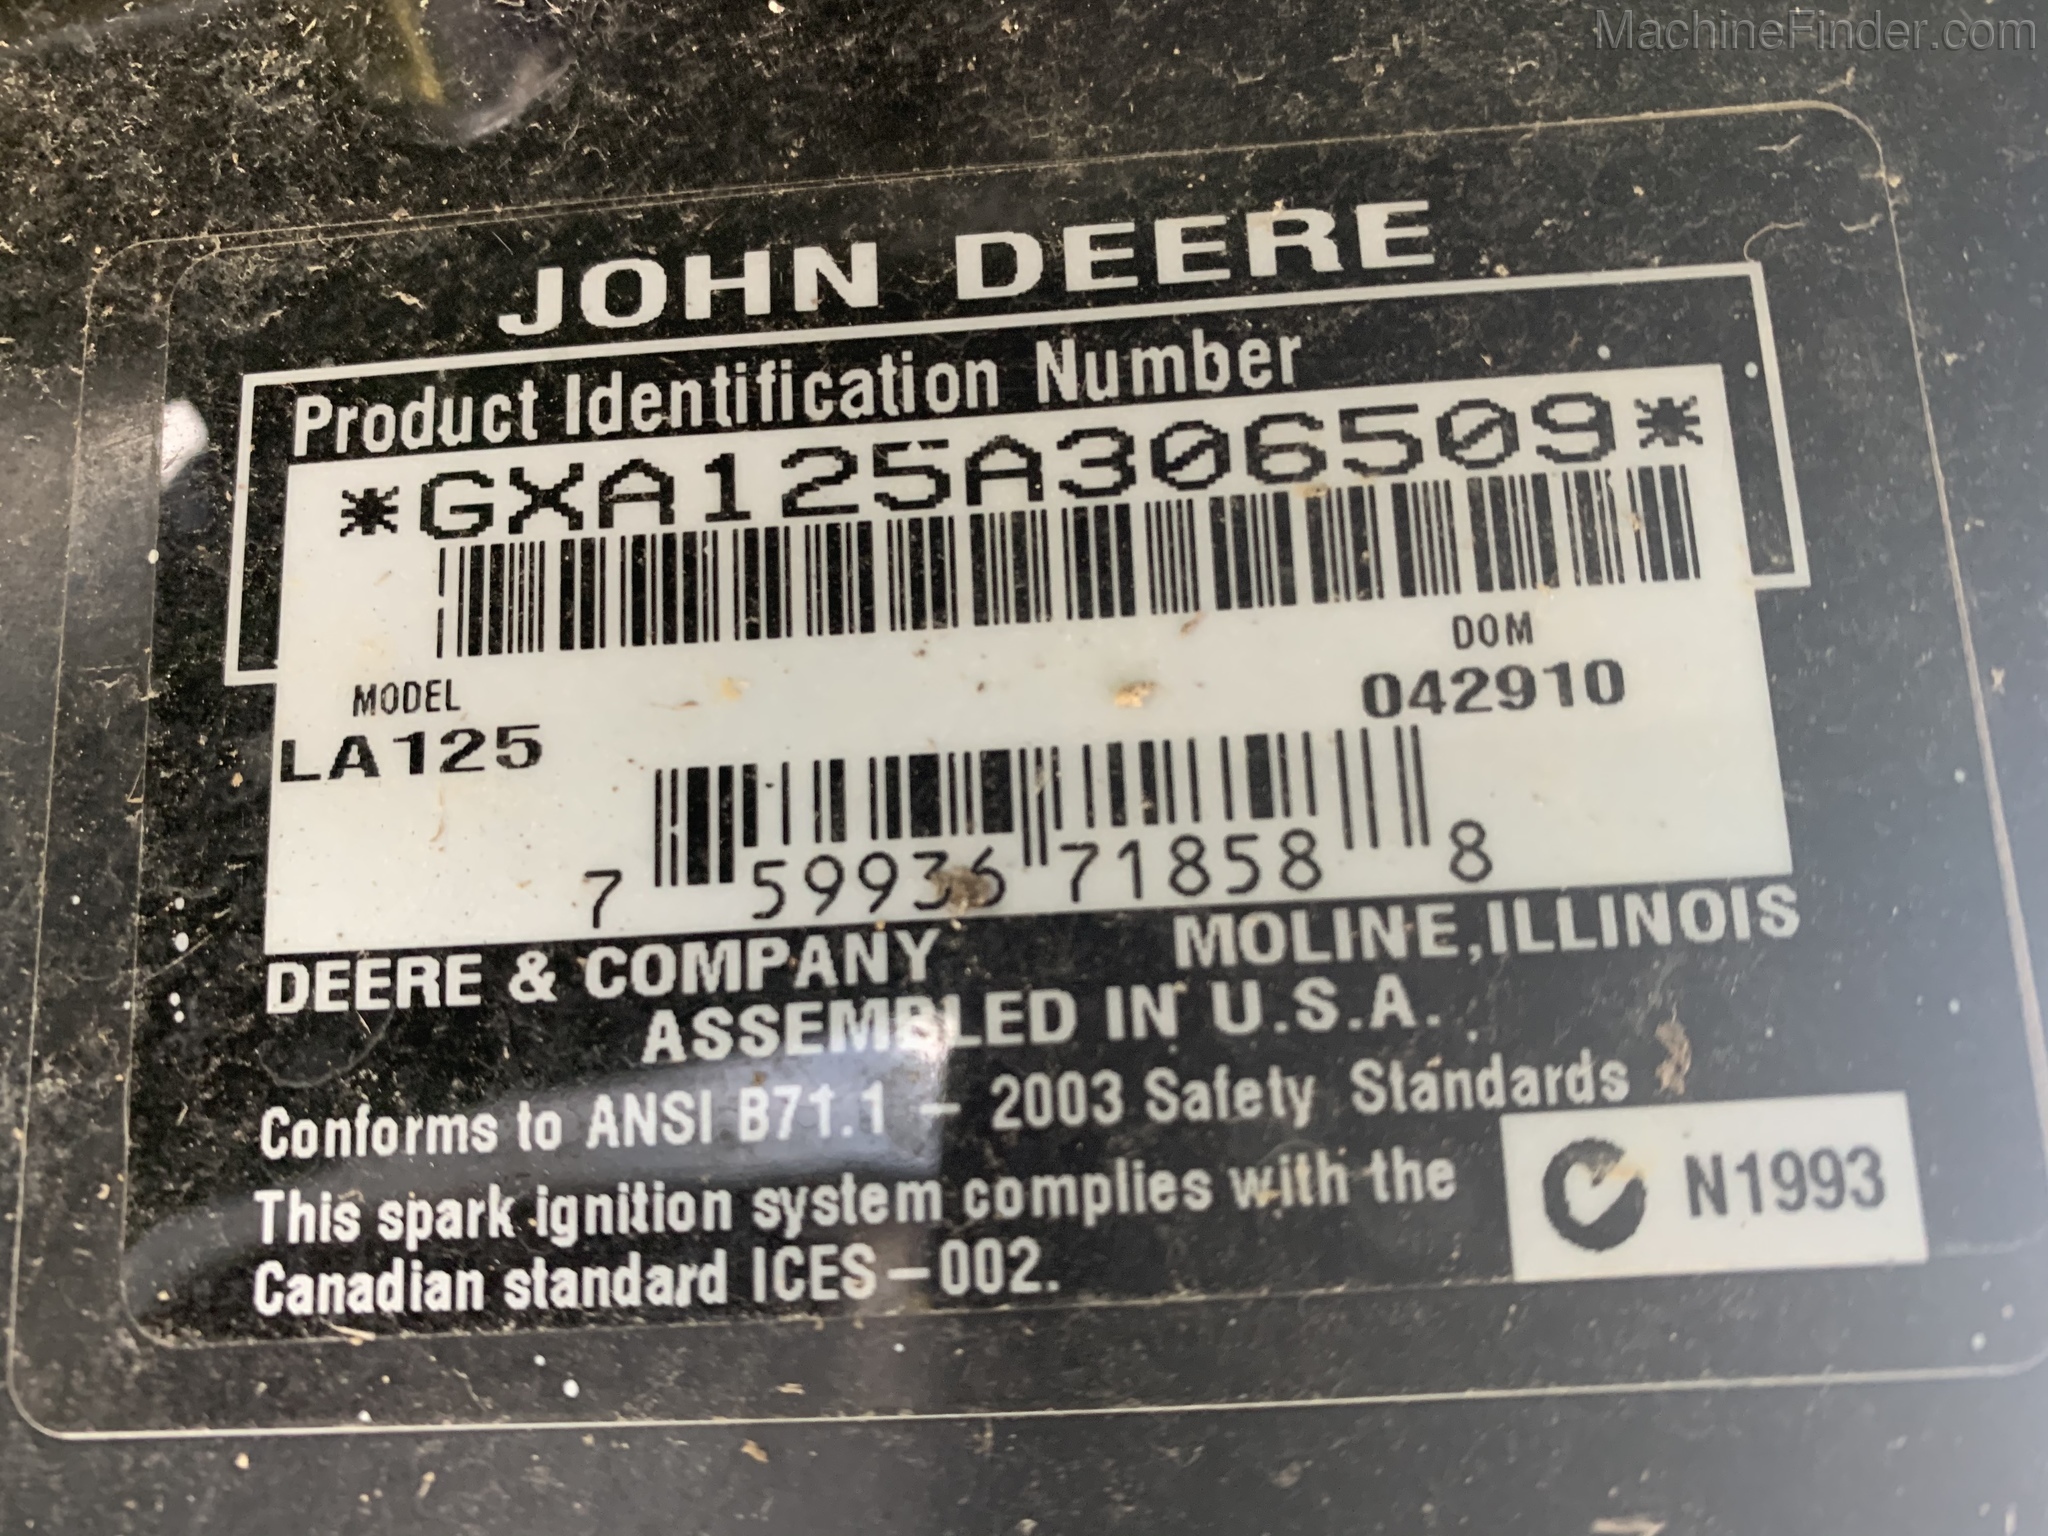 MachineFinder.com
JOHN DEERE
Product Identification Number
*GXA125A306509*
DOM
042910
MODEL
LA125
7 59936 71858 8
DEERE & COMPANY MOLINE, ILLINOIS
ASSEMBLED IN U.S.A.
Conforms to ANSI B71.1 – 2003 Safety Standards
This spark ignition system complies with the
Canadian standard ICES–002.
N1993